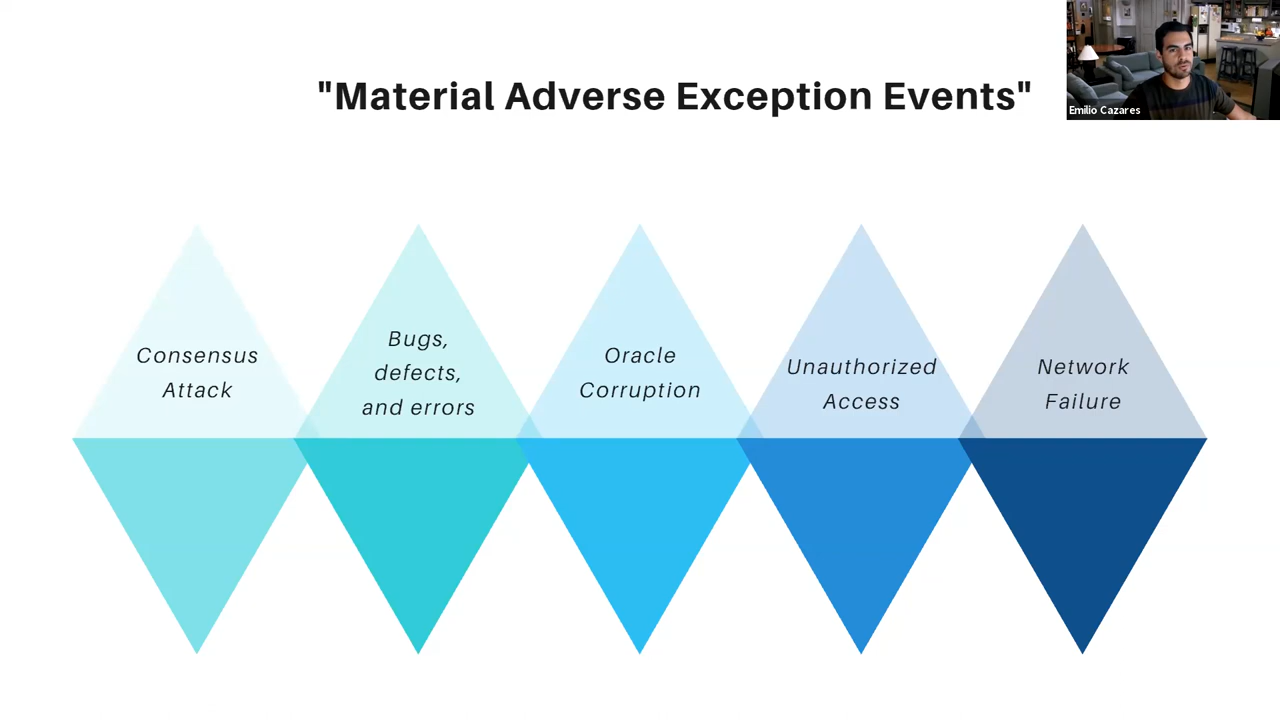 "Material Adverse Exception Events"
Emilio Cazares
Consensus
Attack
Bugs,
defects,
and errors
Oracle
Corruption
Unauthorized
Access
Network
Failure